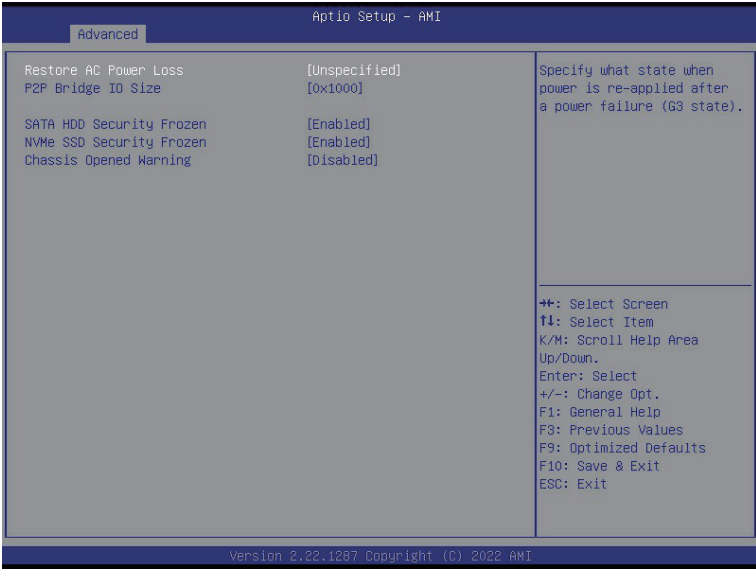 Aptio Setup – AMI
Advanced
Restore AC Power Loss [Unspecified]
P2P Bridge IO Size [0x1000]
SATA HDD Security Frozen [Enabled]
NVMe SSD Security Frozen [Enabled]
Chassis Opened Warning [Disabled]
Specify what state when
power is re-applied after
a power failure (G3 state).
→←: Select Screen
↑↓: Select Item
K/M: Scroll Help Area
Up/Down.
Enter: Select
+/-: Change Opt.
F1: General Help
F3: Previous Values
F9: Optimized Defaults
F10: Save & Exit
ESC: Exit
Version 2.22.1287 Copyright (C) 2022 AMI